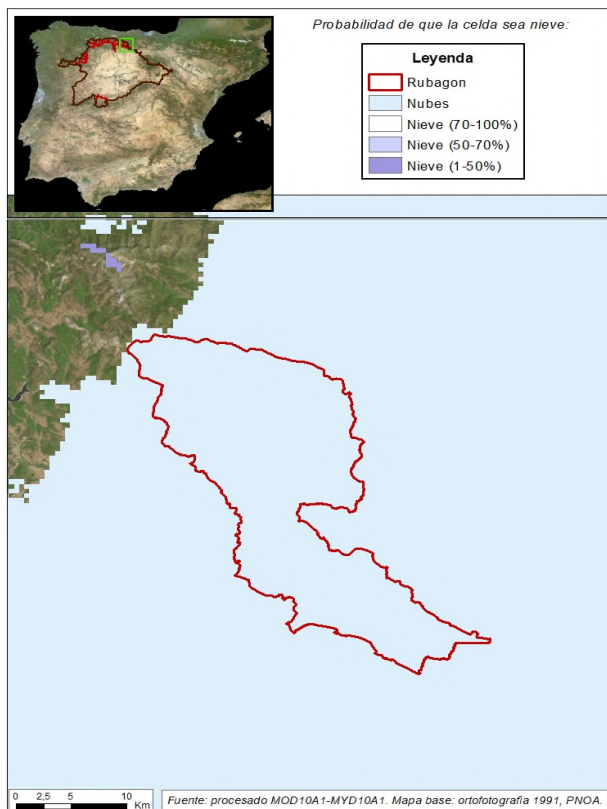 Probabilidad de que la celda sea nieve:
Leyenda
Rubagon
Nubes
Nieve (70-100%)
Nieve (50-70%)
Nieve (1-50%)
0 2,5 5 10
Km
Fuente: procesado MOD10A1-MYD10A1. Mapa base: ortofotografia 1991, PNOA